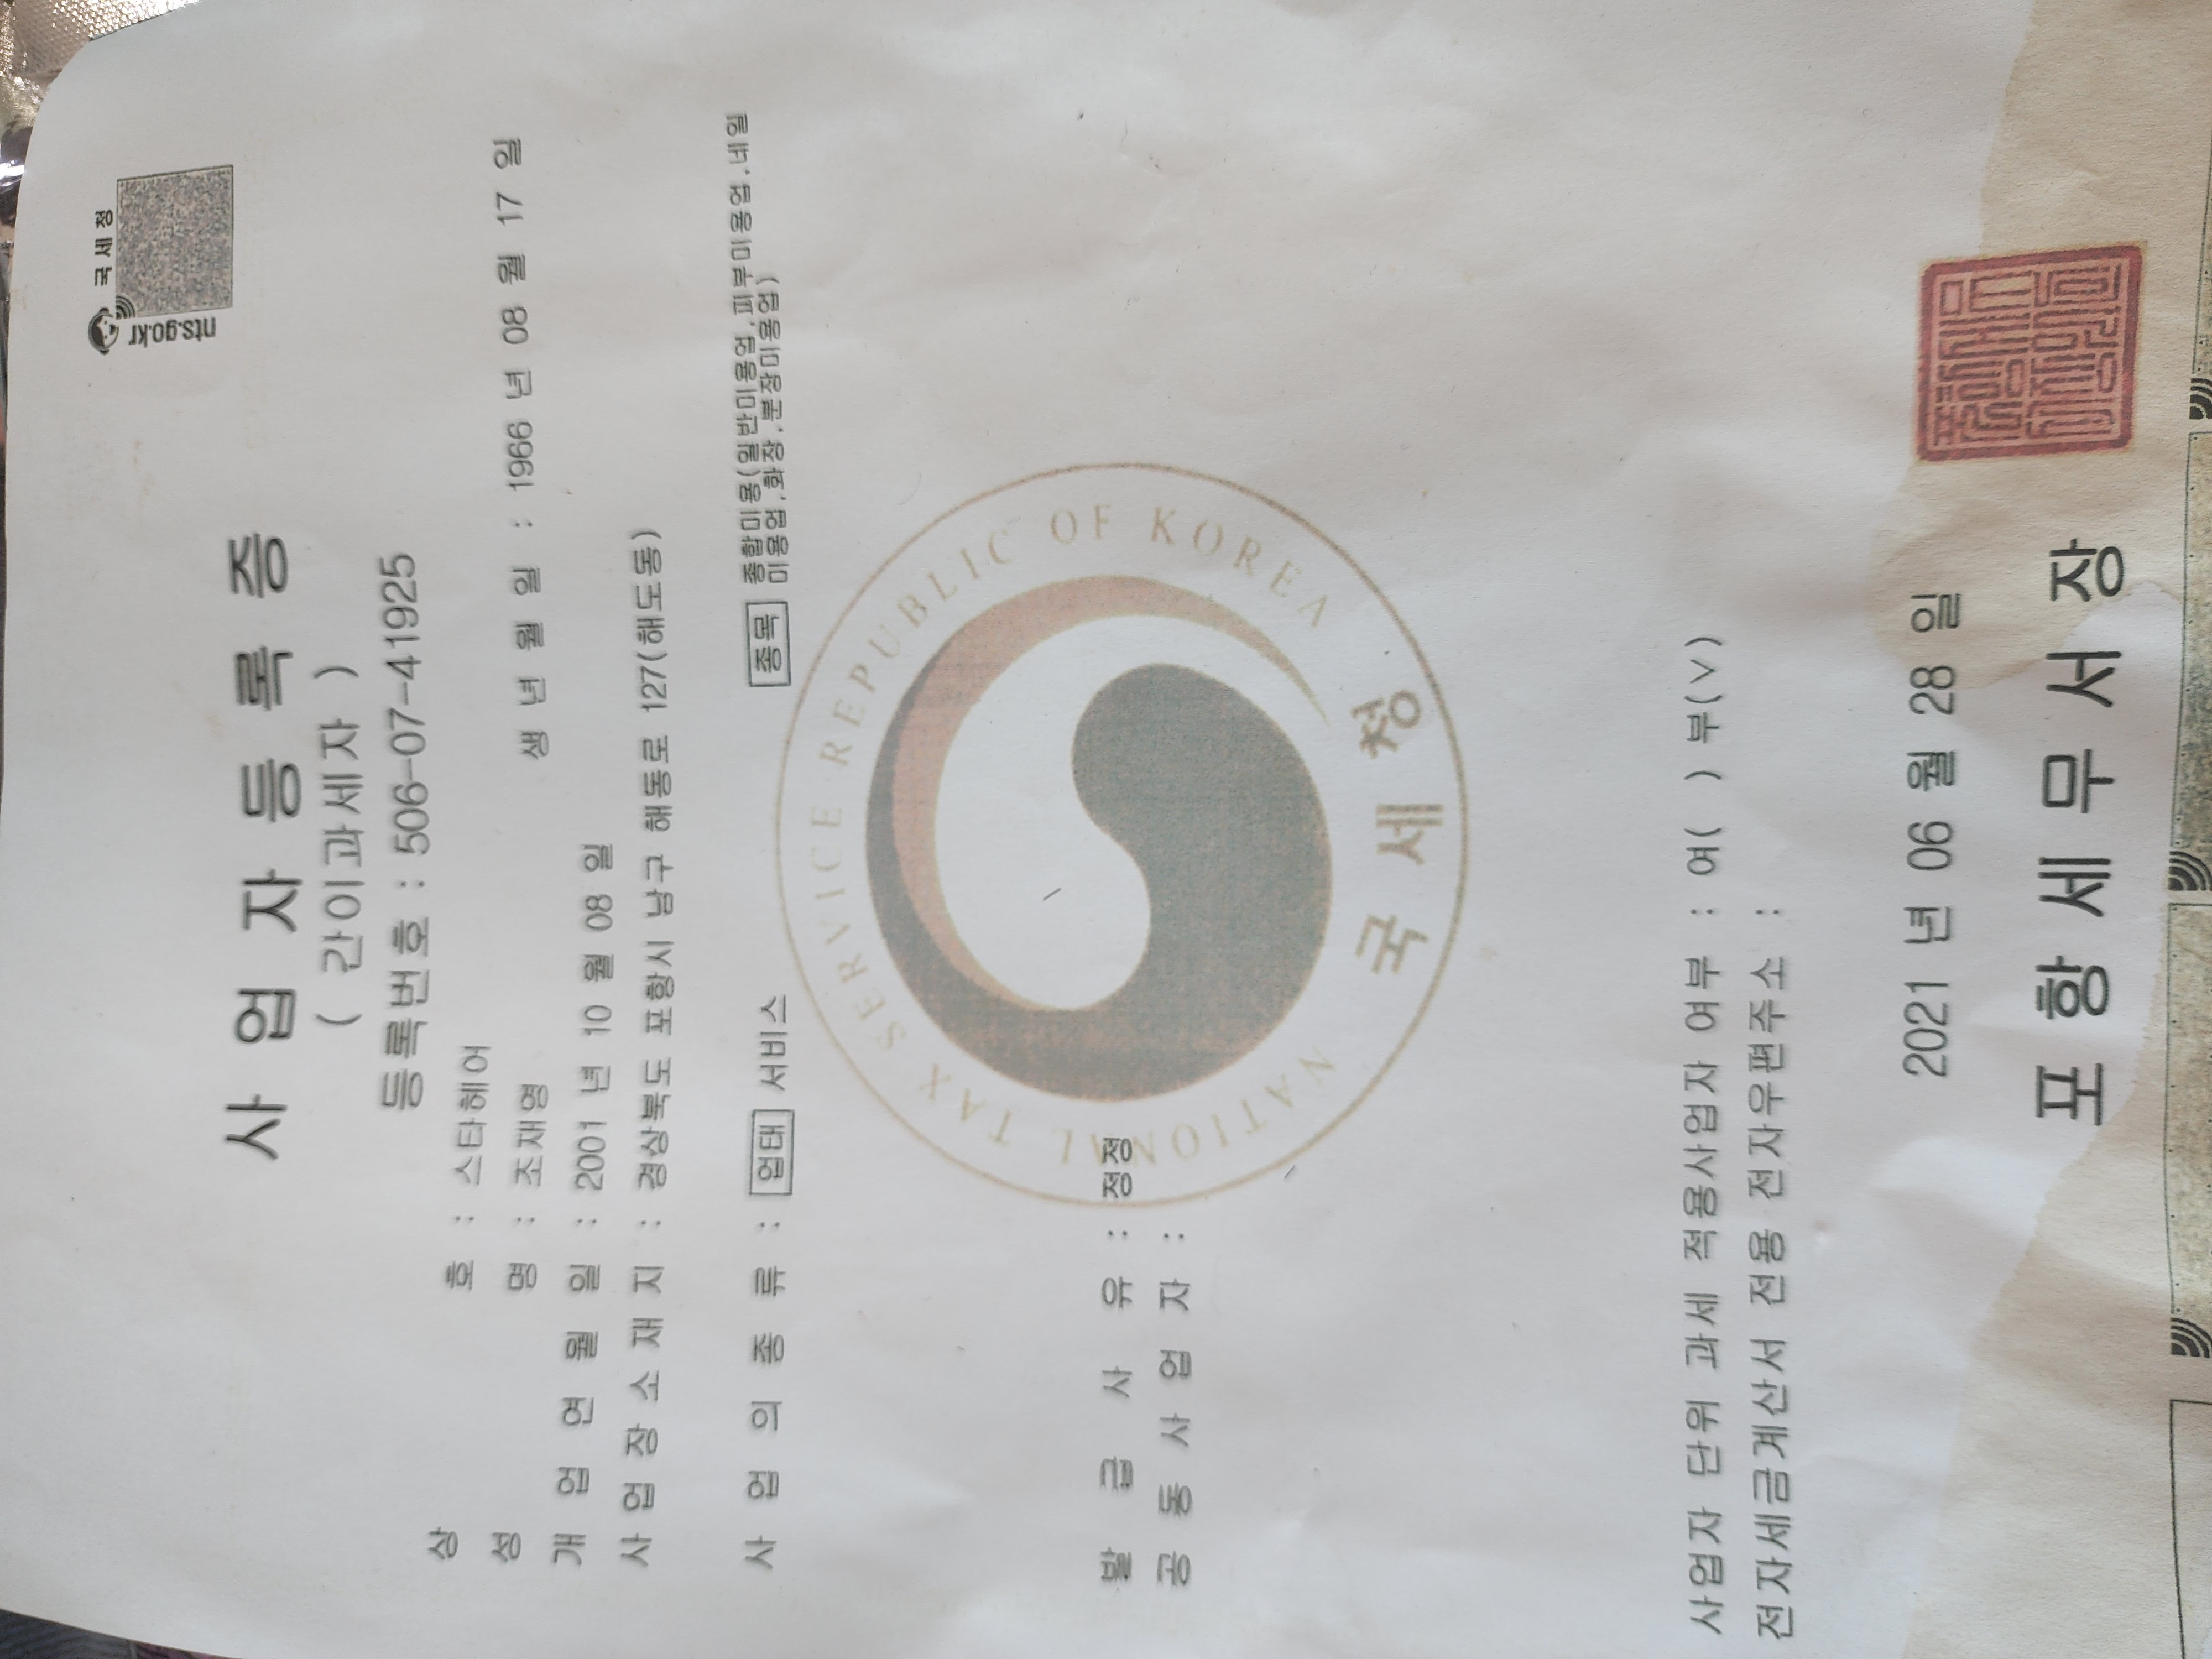 국세청
nts.go.kr
사업자등록증
( 간이과세자 )
등록번호 : 506-07-41925
상 호 : 스타헤어
성 명 : 조재영 생 년 월 일 : 1966 년 08 월 17 일
개 업 연 월 일 : 2001 년 10 월 08 일
사 업 장 소 재 지 : 경상북도 포항시 남구 해동로 127(해도동)
사 업 의 종 류 : 업태 서비스 종목 종합미용(일반미용업,피부미용업,네일
미용업,화장,분장미용업)
NATIONAL TAX SERVICE REPUBLIC OF KOREA
국세청
발 급 사 유 : 정정
공 동 사 업 자 :
사업자 단위 과세 적용사업자 여부 : 여( ) 부(∨)
전자세금계산서 전용 전자우편주소 :
2021 년 06 월 28 일
포 항 세 무 서 장